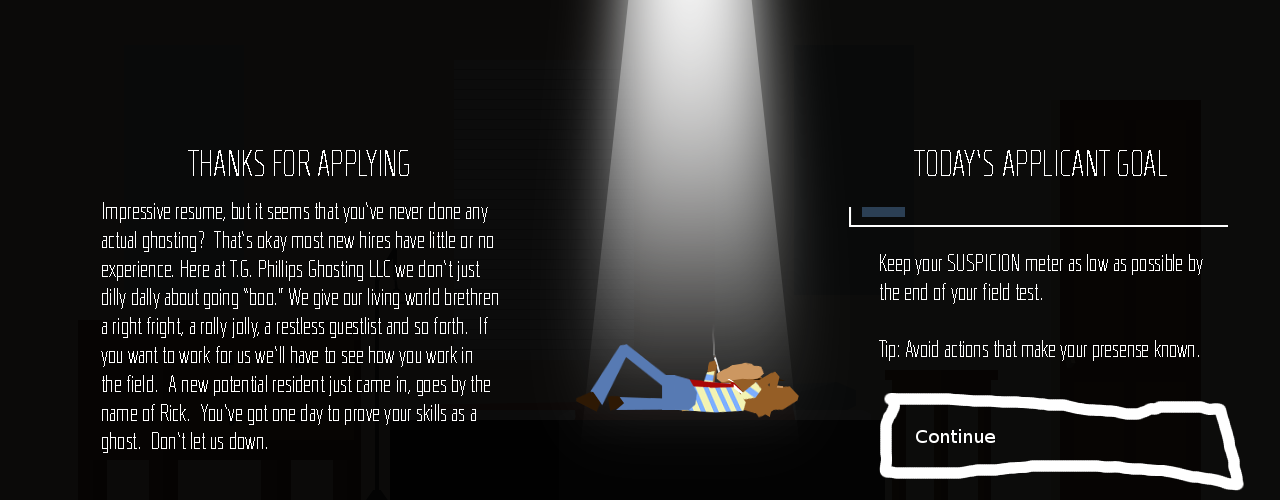 THANKS FOR APPLYING
Impressive resume, but it seems that you've never done any
actual ghosting?  That's okay most new hires have little or no
experience. Here at T.G. Phillips Ghosting LLC we don't just
dilly dally about going "boo." We give our living world brethren
a right fright, a rolly jolly, a restless guestlist and so forth.  If
you want to work for us we'll have to see how you work in
the field.  A new potential resident just came in, goes by the
name of Rick.  You've got one day to prove your skills as a
ghost.  Don't let us down.
TODAY'S APPLICANT GOAL
Keep your SUSPICION meter as low as possible by
the end of your field test.
Tip: Avoid actions that make your presense known.
Continue